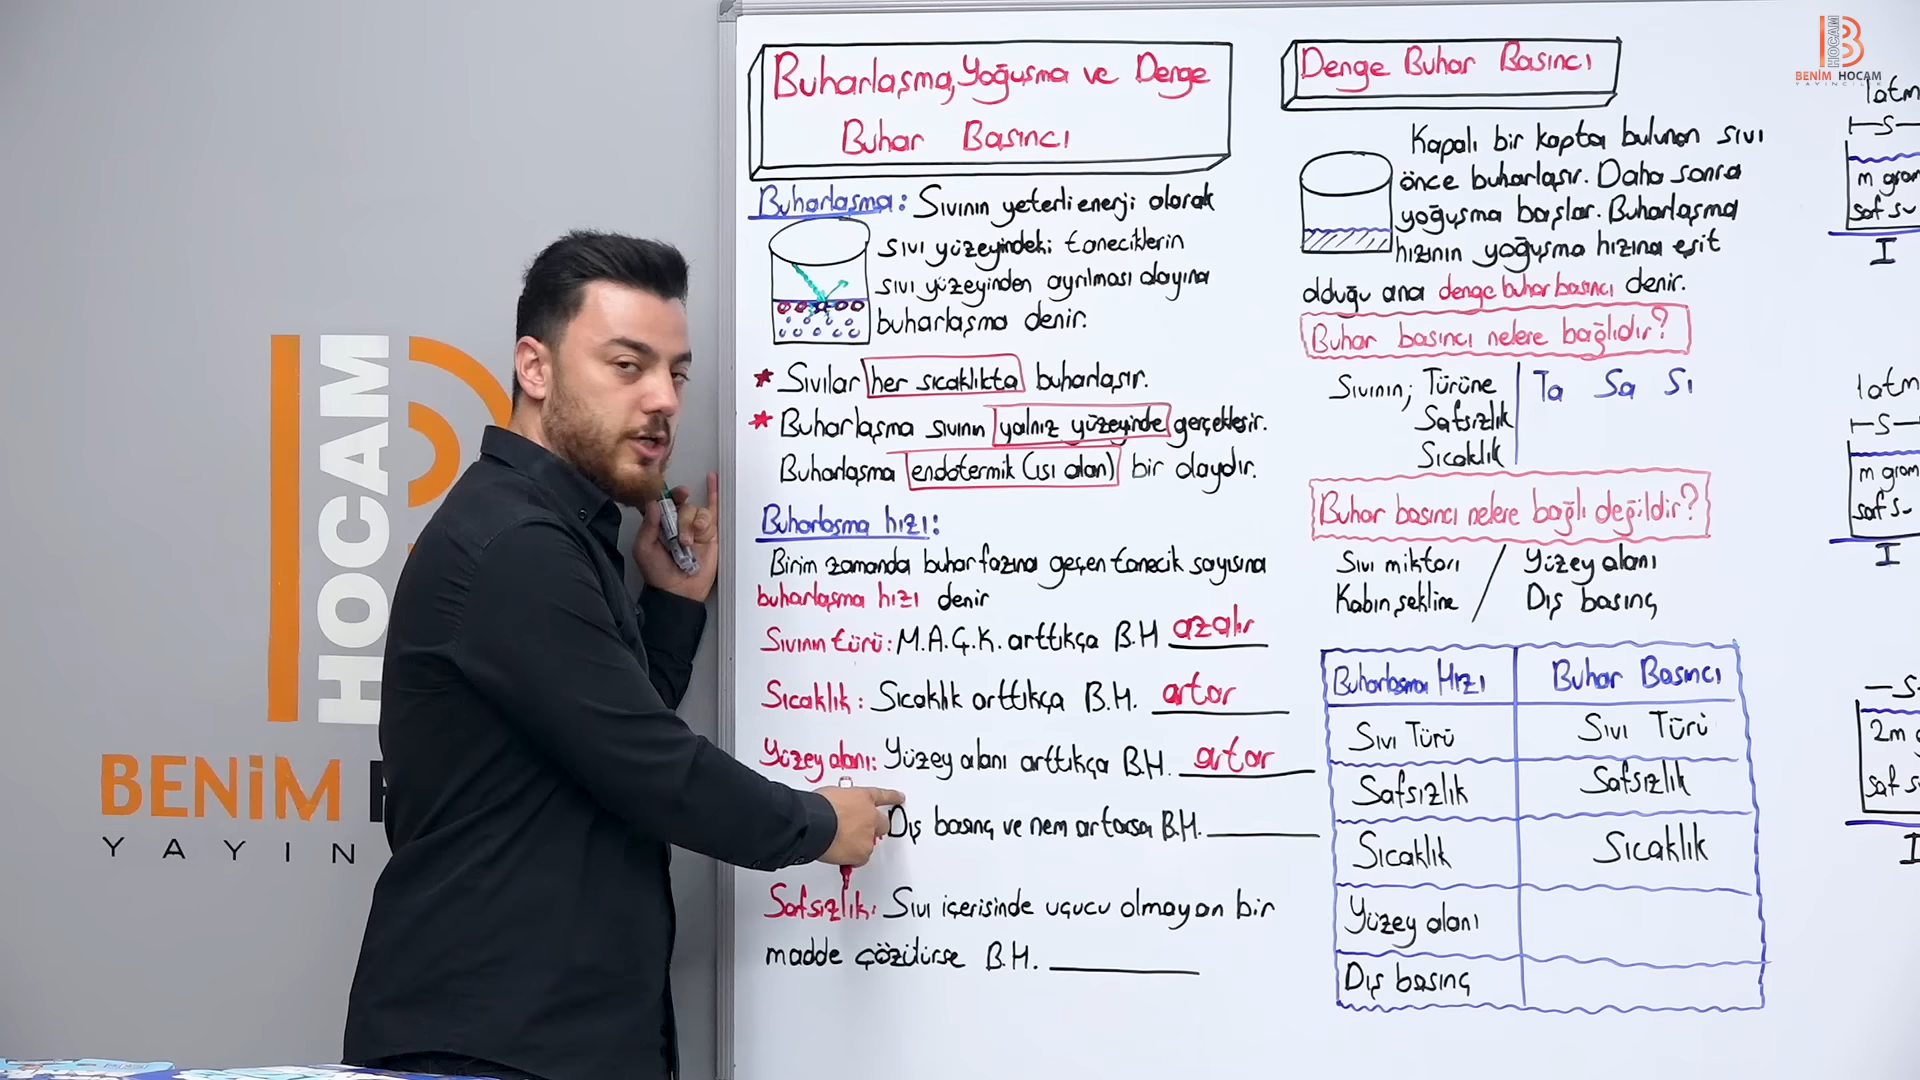 BENİM HOCAM
YAYINCILIK
HOCAM
BENİM
YAYIN
Buharlaşma, Yoğuşma ve Denge
Buhar Basıncı
Buharlaşma: Sıvının yeterli enerji alarak
sıvı yüzeyindeki taneciklerin
sıvı yüzeyinden ayrılması olayına
buharlaşma denir.
* Sıvılar her sıcaklıkta buharlaşır.
* Buharlaşma sıvının yalnız yüzeyinde gerçekleşir.
Buharlaşma endotermik (ısı alan) bir olaydır.
Buharlaşma hızı:
Birim zamanda buhar fazına geçen tanecik sayısına
buharlaşma hızı denir
Sıvının türü: M.A.Ç.K. arttıkça B.H azalır
Sıcaklık: Sıcaklık arttıkça B.H. artar
Yüzey alanı: Yüzey alanı arttıkça B.H. artar
Dış basınç ve nem artarsa B.H.
Safsızlık: Sıvı içerisinde uçucu olmayan bir
madde çözülürse B.H.
Denge Buhar Basıncı
Kapalı bir kapta bulunan sıvı
önce buharlaşır. Daha sonra
yoğuşma başlar. Buharlaşma
hızının yoğuşma hızına eşit
olduğu ana denge buhar basıncı denir.
Buhar basıncı nelere bağlıdır?
Sıvının; Türüne
Safsızlık
Sıcaklık
Ta Sa Sı
Buhar basıncı nelere bağlı değildir?
Sıvı miktarı / Yüzey alanı
Kabın şekline / Dış basınç
Buharlaşma Hızı Buhar Basıncı
Sıvı Türü Sıvı Türü
Safsızlık Safsızlık
Sıcaklık Sıcaklık
Yüzey alanı
Dış basınç
1atm
S
m gram
saf su
I
1atm
S
m gram
saf s
I
S
2m g
saf s
I